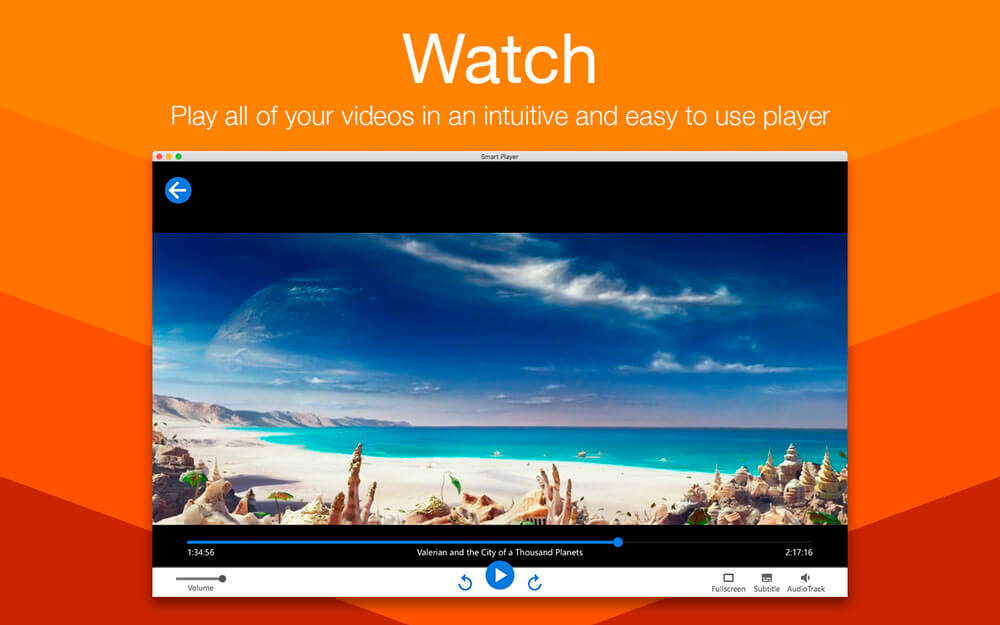 Watch
Play all of your videos in an intuitive and easy to use player
Smart Player
1:34:56 Valerian and the City of a Thousand Planets 2:17:16
Volume Fullscreen Subtitle AudioTrack